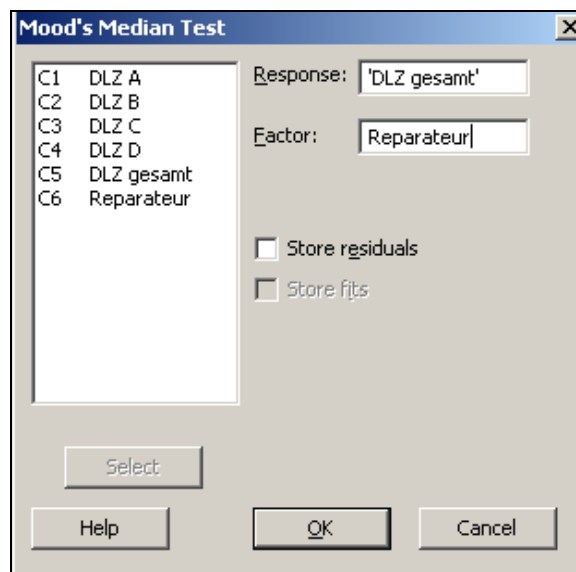 Mood's Median Test
C1 DLZ A
C2 DLZ B
C3 DLZ C
C4 DLZ D
C5 DLZ gesamt
C6 Reparateur
Response: 'DLZ gesamt'
Factor: Reparateur
Store residuals
Store fits
Select
Help OK Cancel